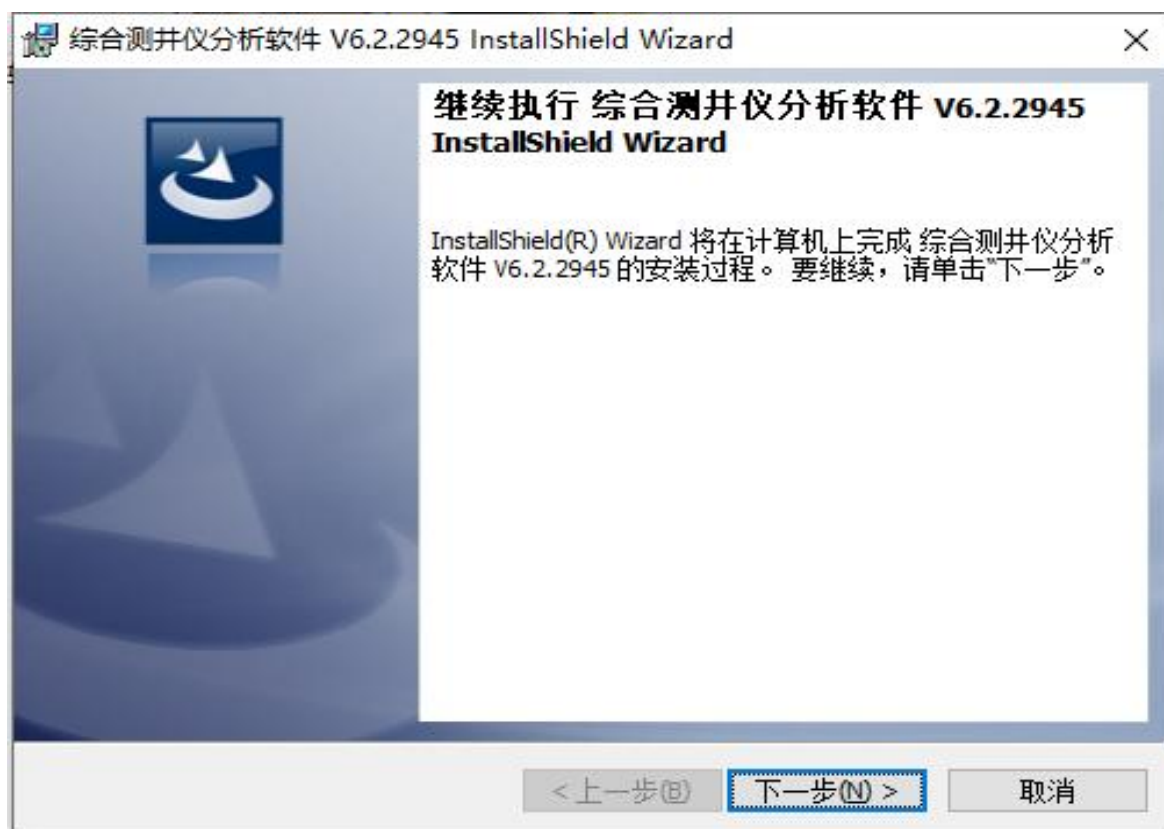 综合测井仪分析软件 V6.2.2945 InstallShield Wizard
继续执行 综合测井仪分析软件 V6.2.2945
InstallShield Wizard
InstallShield(R) Wizard 将在计算机上完成 综合测井仪分析
软件 V6.2.2945 的安装过程。 要继续，请单击“下一步”。
<上一步(B)
下一步(N) >
取消